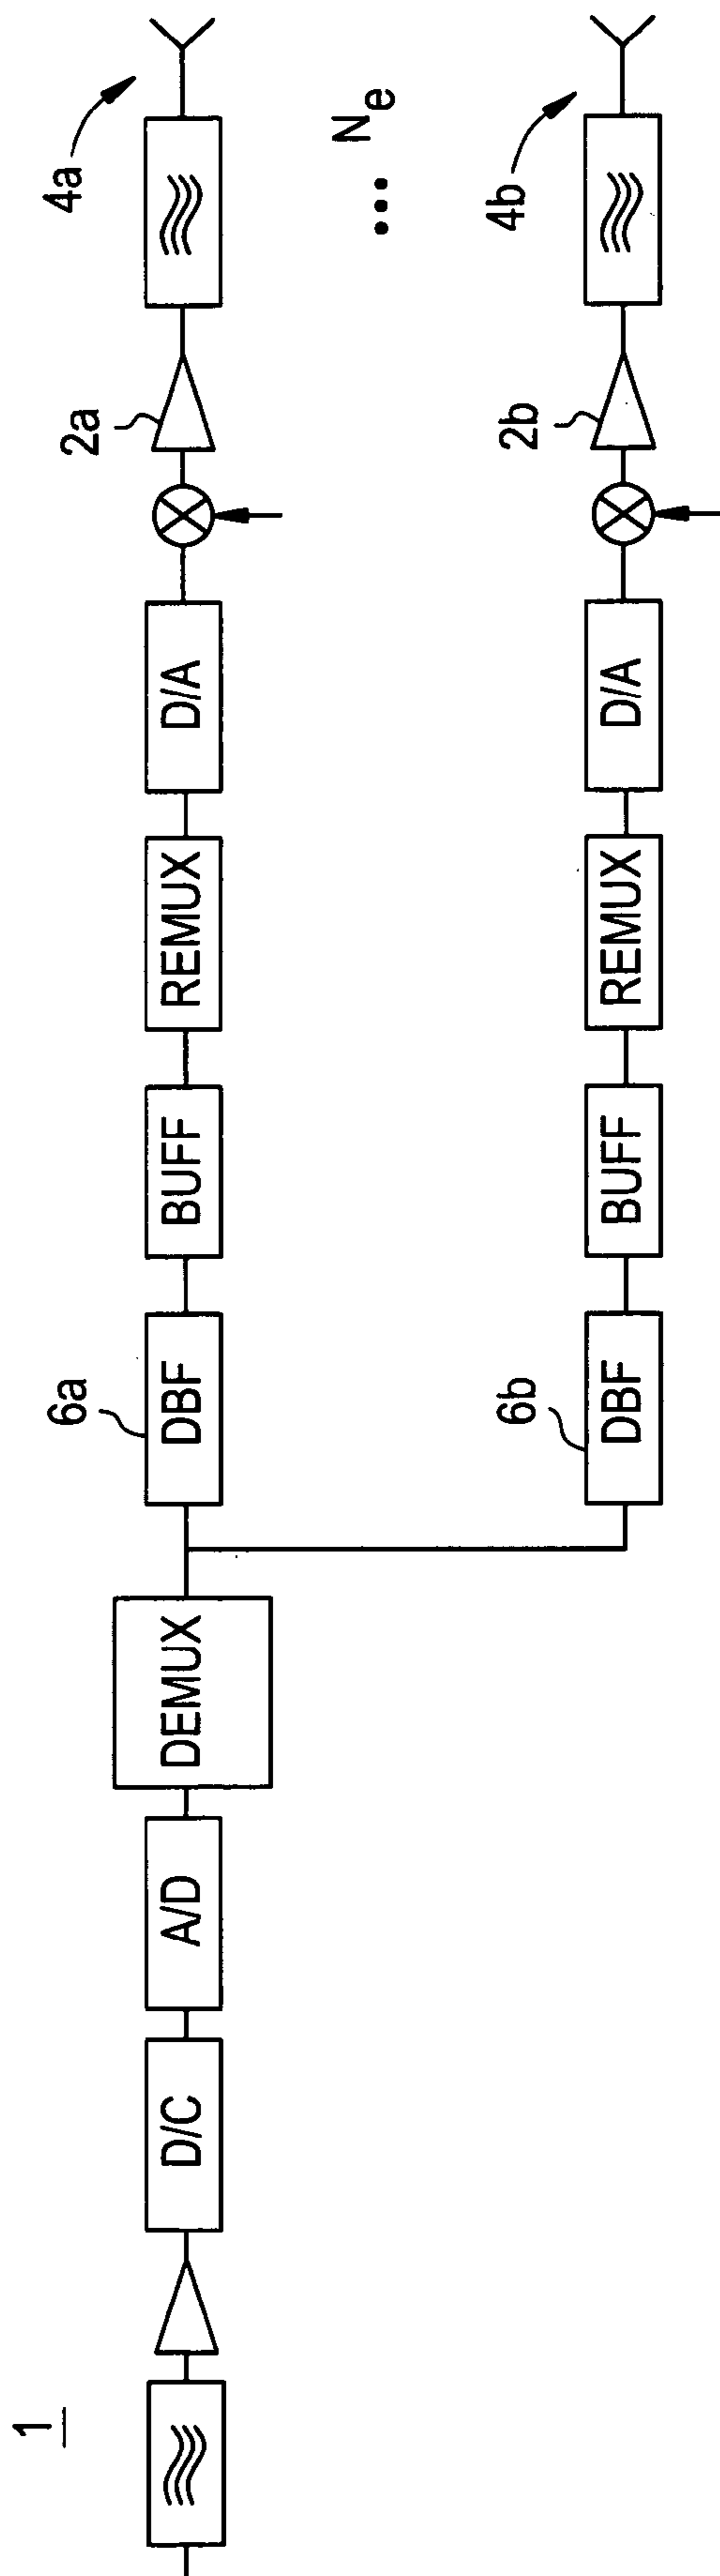 1
D/C
A/D
DEMUX
6a
DBF
BUFF
REMUX
D/A
2a
4a
... Ne
6b
DBF
BUFF
REMUX
D/A
2b
4b